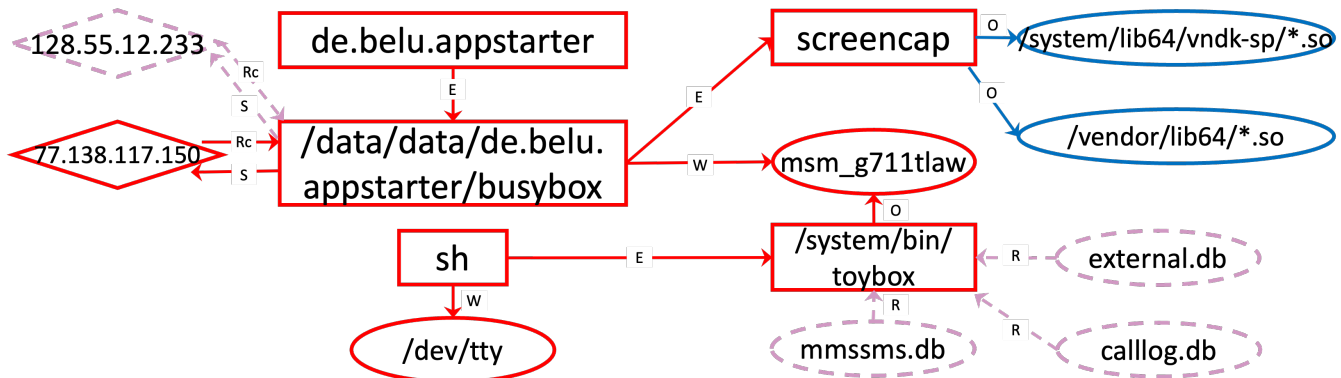 128.55.12.233
de.belu.appstarter
screencap
O
/system/lib64/vndk-sp/*.so
Rc
S
E
E
O
77.138.117.150
Rc
S
/data/data/de.belu.
appstarter/busybox
W
msm_g711tlaw
/vendor/lib64/*.so
O
sh
E
/system/bin/
toybox
R
external.db
W
R
R
/dev/tty
mmssms.db
calllog.db